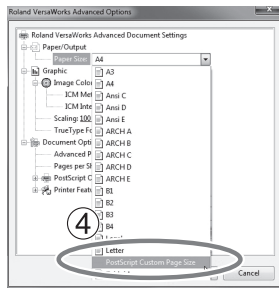 Roland VersaWorks Advanced Options
Roland VersaWorks Advanced Document Settings
Paper/Output
Paper Size: A4
Graphic
A3
Image Color
A4
ICM Met
Ansi C
ICM Inte
Ansi D
Scaling: 100
Ansi E
TrueType Fo
ARCH A
Document Opti
ARCH B
Advanced P
ARCH C
Pages per Sh
ARCH D
PostScript O
ARCH E
Printer Featu
B1
B2
B3
④
B4
Letter
PostScript Custom Page Size
Cancel